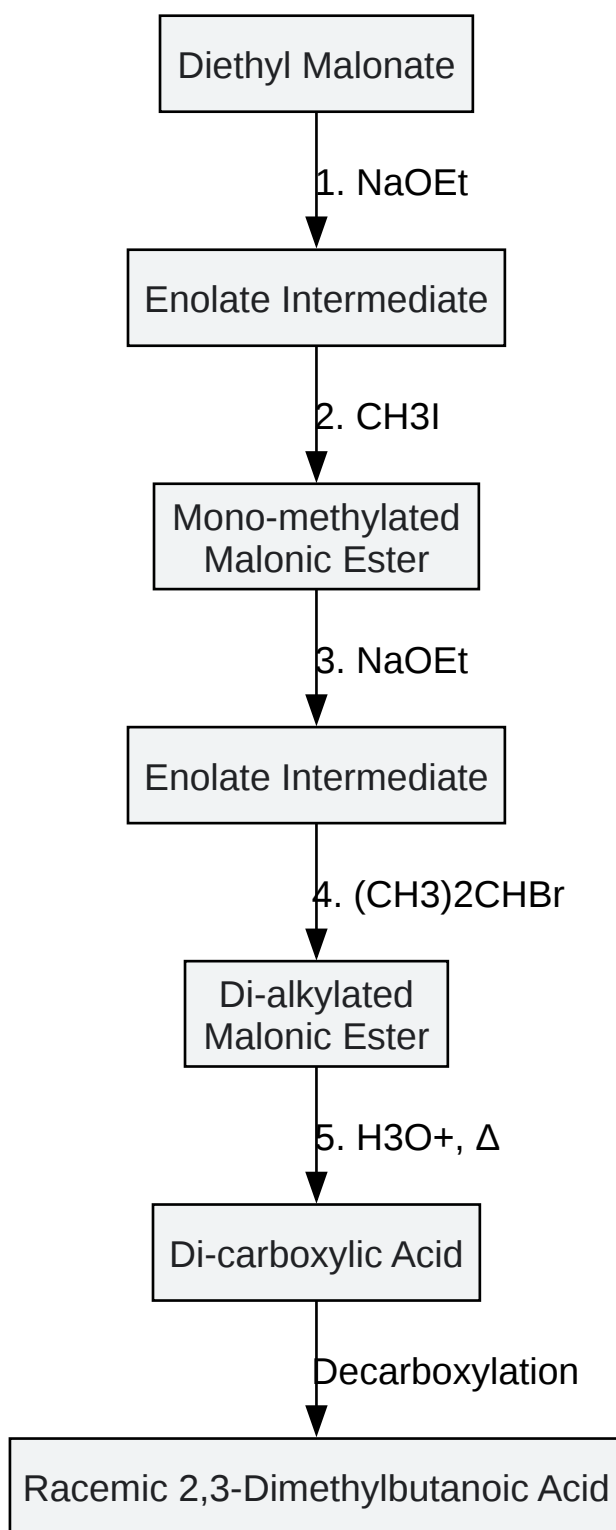 Diethyl Malonate
1. NaOEt
Enolate Intermediate
2. CH3I
Mono-methylated
Malonic Ester
3. NaOEt
Enolate Intermediate
4. (CH3)2CHBr
Di-alkylated
Malonic Ester
5. H3O+, Δ
Di-carboxylic Acid
Decarboxylation
Racemic 2,3-Dimethylbutanoic Acid